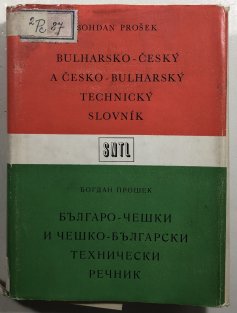 BOHDAN PROŠEK
BULHARSKO-ČESKÝ
A ČESKO-BULHARSKÝ
TECHNICKÝ
SLOVNÍK
SNTL
БОГДАН ПРОШЕК
БЪЛГАРО-ЧЕШКИ
И ЧЕШКО-БЪЛГАРСКИ
ТЕХНИЧЕСКИ
РЕЧНИК